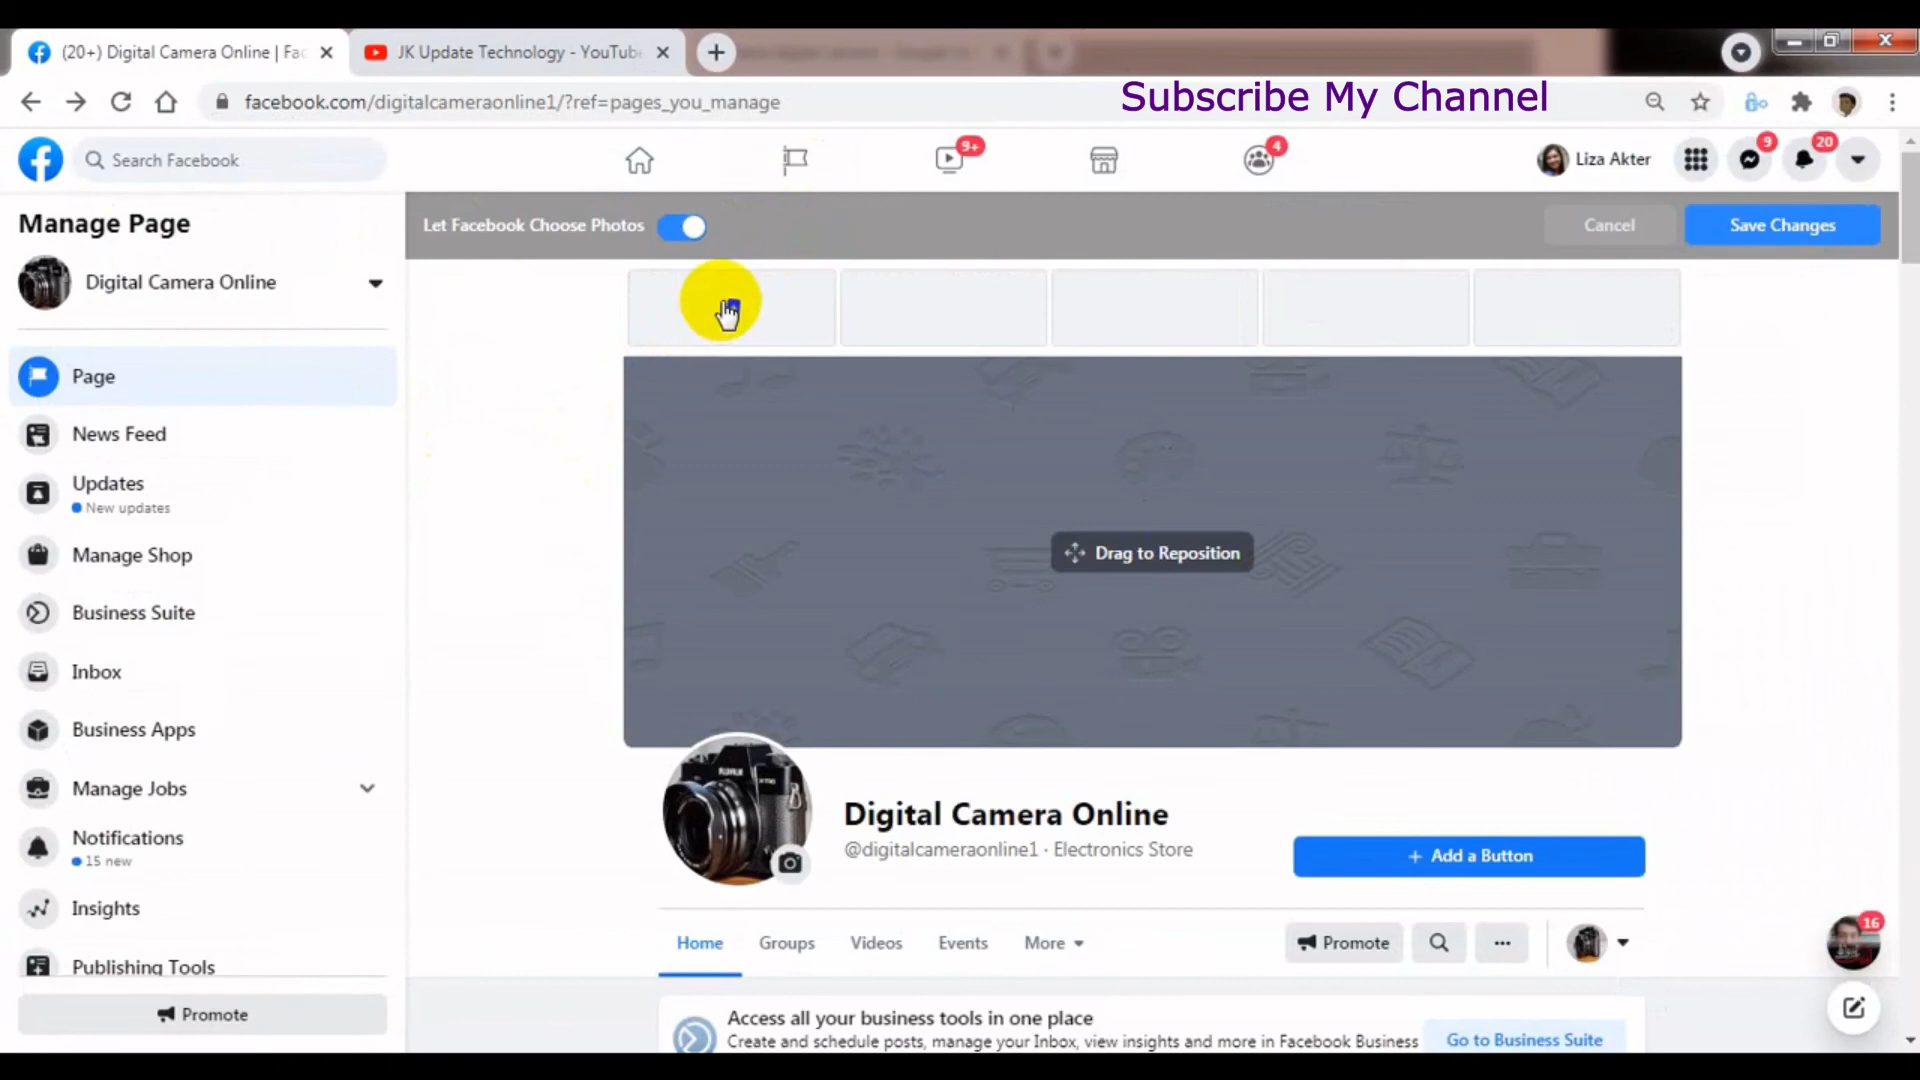 (20+) Digital Camera Online | Fac
JK Update Technology - YouTube
facebook.com/digitalcameraonline1/?ref=pages_you_manage
Subscribe My Channel
Search Facebook
9+
4
Liza Akter
9
20
Manage Page
Let Facebook Choose Photos
Cancel
Save Changes
Digital Camera Online
Page
News Feed
Updates
New updates
Manage Shop
Drag to Reposition
Business Suite
Inbox
Business Apps
Manage Jobs
Digital Camera Online
@digitalcameraonline1 · Electronics Store
+ Add a Button
Notifications
15 new
Insights
Home
Groups
Videos
Events
More
Promote
16
Publishing Tools
Promote
Access all your business tools in one place
Create and schedule posts, manage your Inbox, view insights and more in Facebook Business
Go to Business Suite